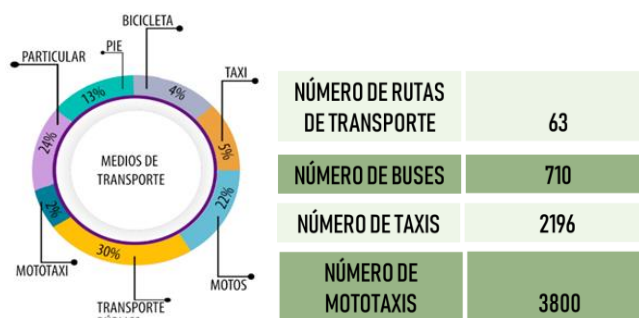 BICICLETA
PIE
PARTICULAR
TAXI
13%
4%
24%
5%
MEDIOS DE
TRANSPORTE
2%
22%
30%
MOTOTAXI
MOTOS
TRANSPORTE
NÚMERO DE RUTAS
DE TRANSPORTE 63
NÚMERO DE BUSES 710
NÚMERO DE TAXIS 2196
NÚMERO DE
MOTOTAXIS 3800